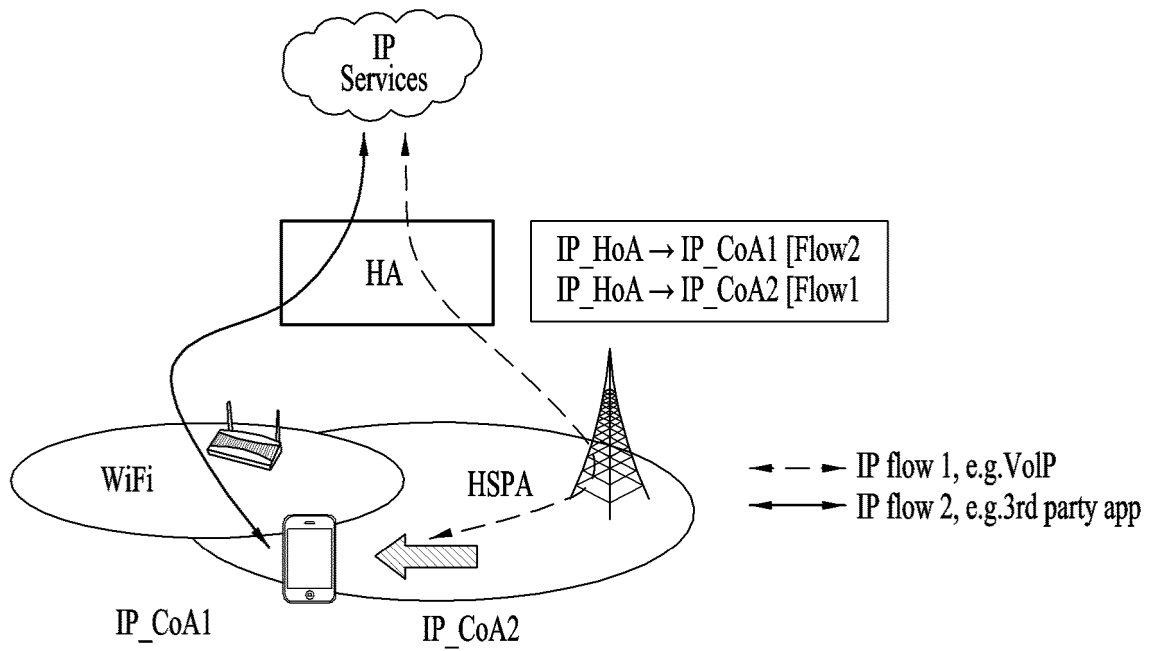 IP
Services
HA
IP_HoA → IP_CoA1 [Flow2
IP_HoA → IP_CoA2 [Flow1
WiFi
HSPA
IP flow 1, e.g.VoIP
IP flow 2, e.g.3rd party app
IP_CoA1
IP_CoA2